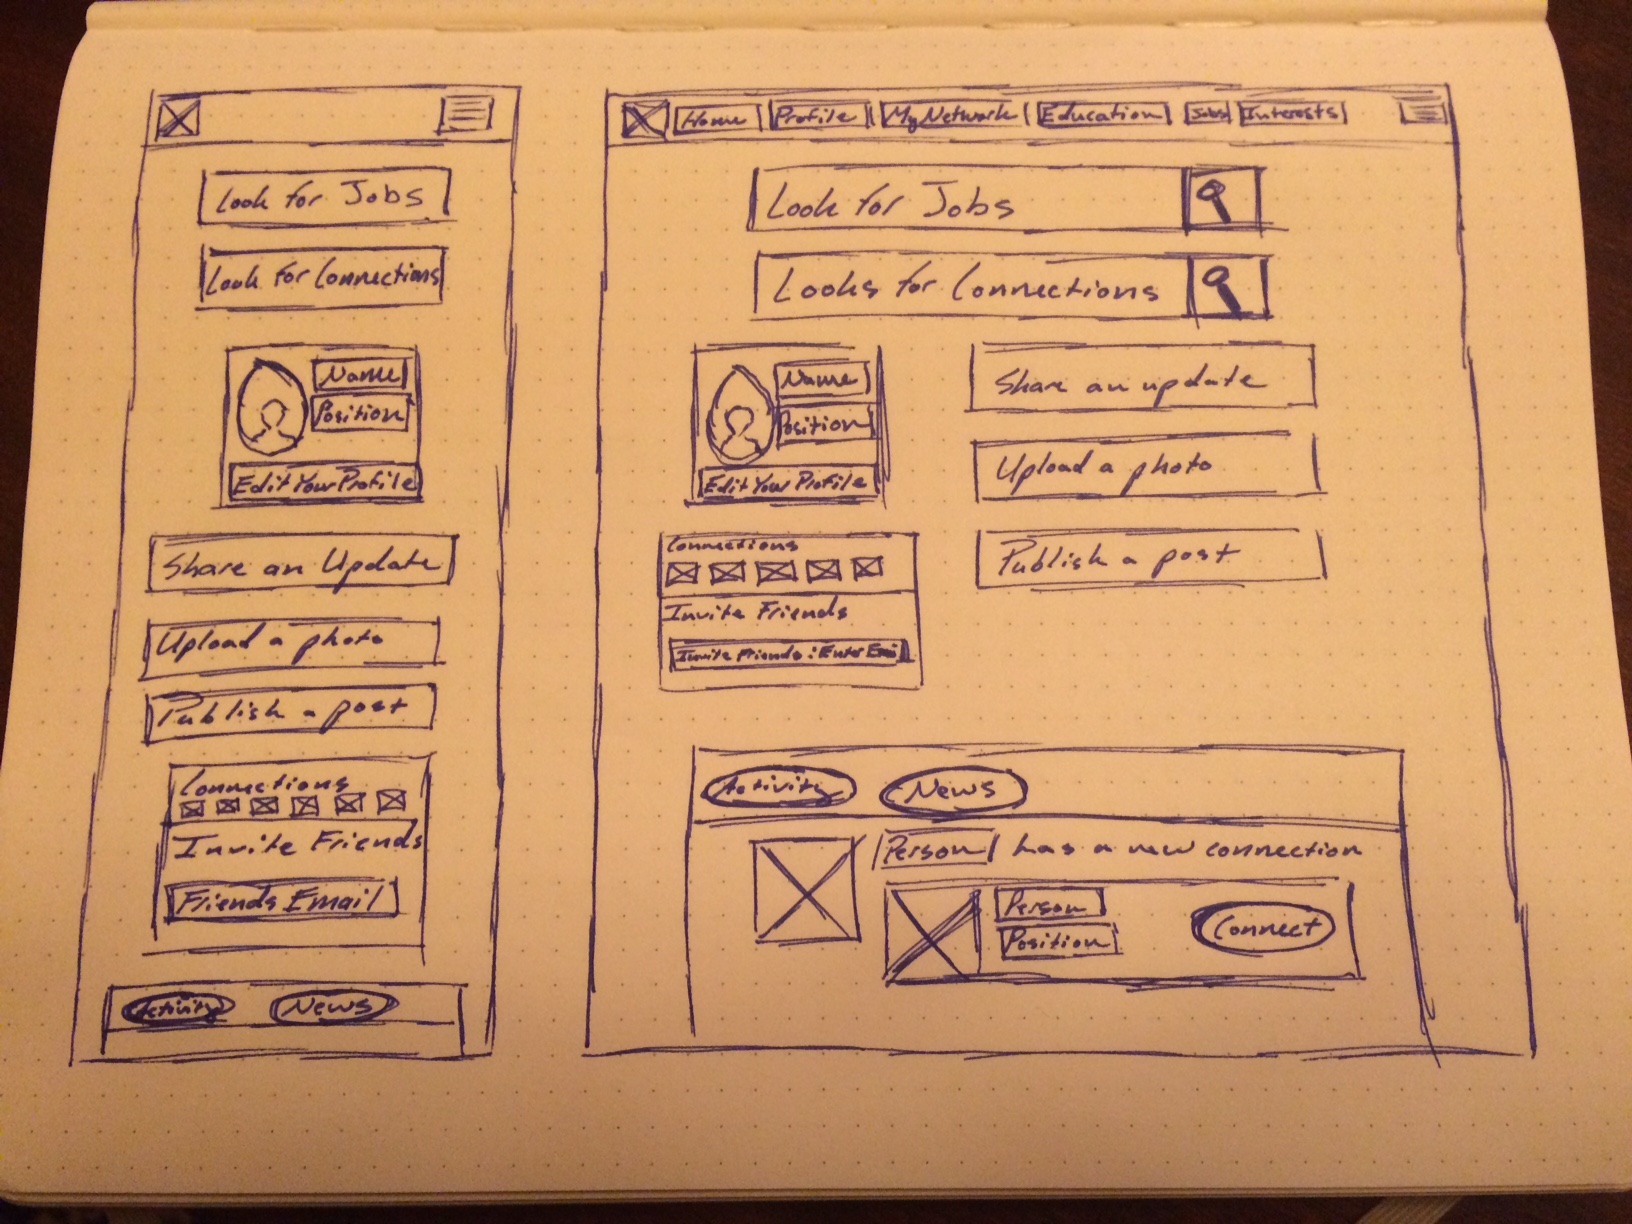 Look for Jobs
Look for Connections
Name
Position
Edit Your Profile
Share an Update
Upload a photo
Publish a post
Connections
Invite Friends
Friends Email
Activity News
Home Profile My Network Education Jobs Interests
Look for Jobs
Looks for Connections
Name
Position
Edit Your Profile
Share an update
Upload a photo
Publish a post
Connections
Invite Friends
Invite Friends: Enter Emai
Activity News
Person has a new connection
Person
Position
Connect